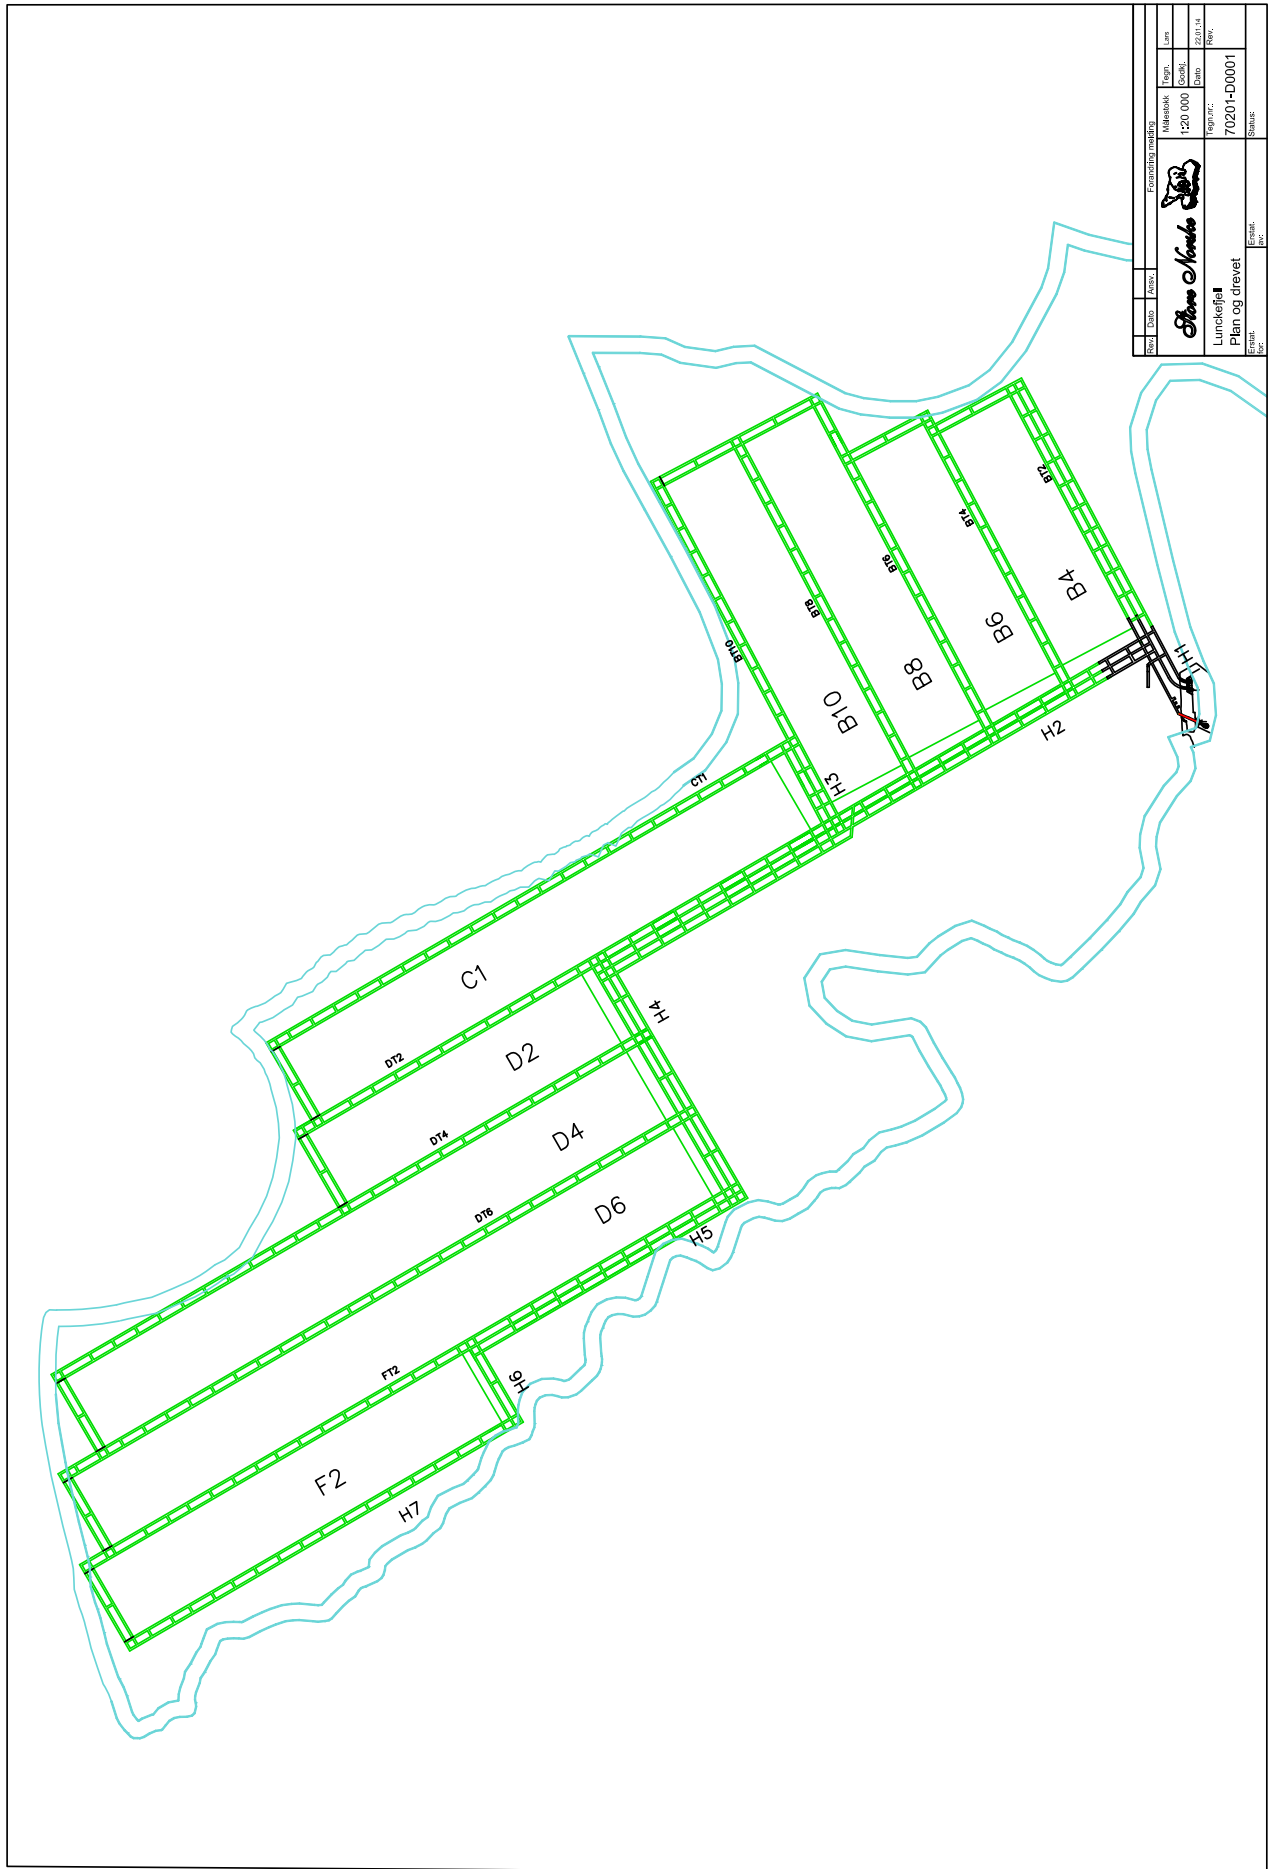 Rev.
Dato
Ansv.
Forandring melding
Store Norske
Målestokk
1:20 000
Tegn.
Lars
Godkj.
Dato
22.01.14
Lunckefjell
Plan og drevet
Tegn.nr.:
70201-D0001
Rev.
Erstat. for:
Erstat. av:
Status:
BT2
BT4
BT6
BT8
BT10
B4
B6
B8
B10
H1
H2
H3
CT1
C1
DT2
D2
H4
DT4
D4
DT6
D6
H5
FT2
H6
F2
H7